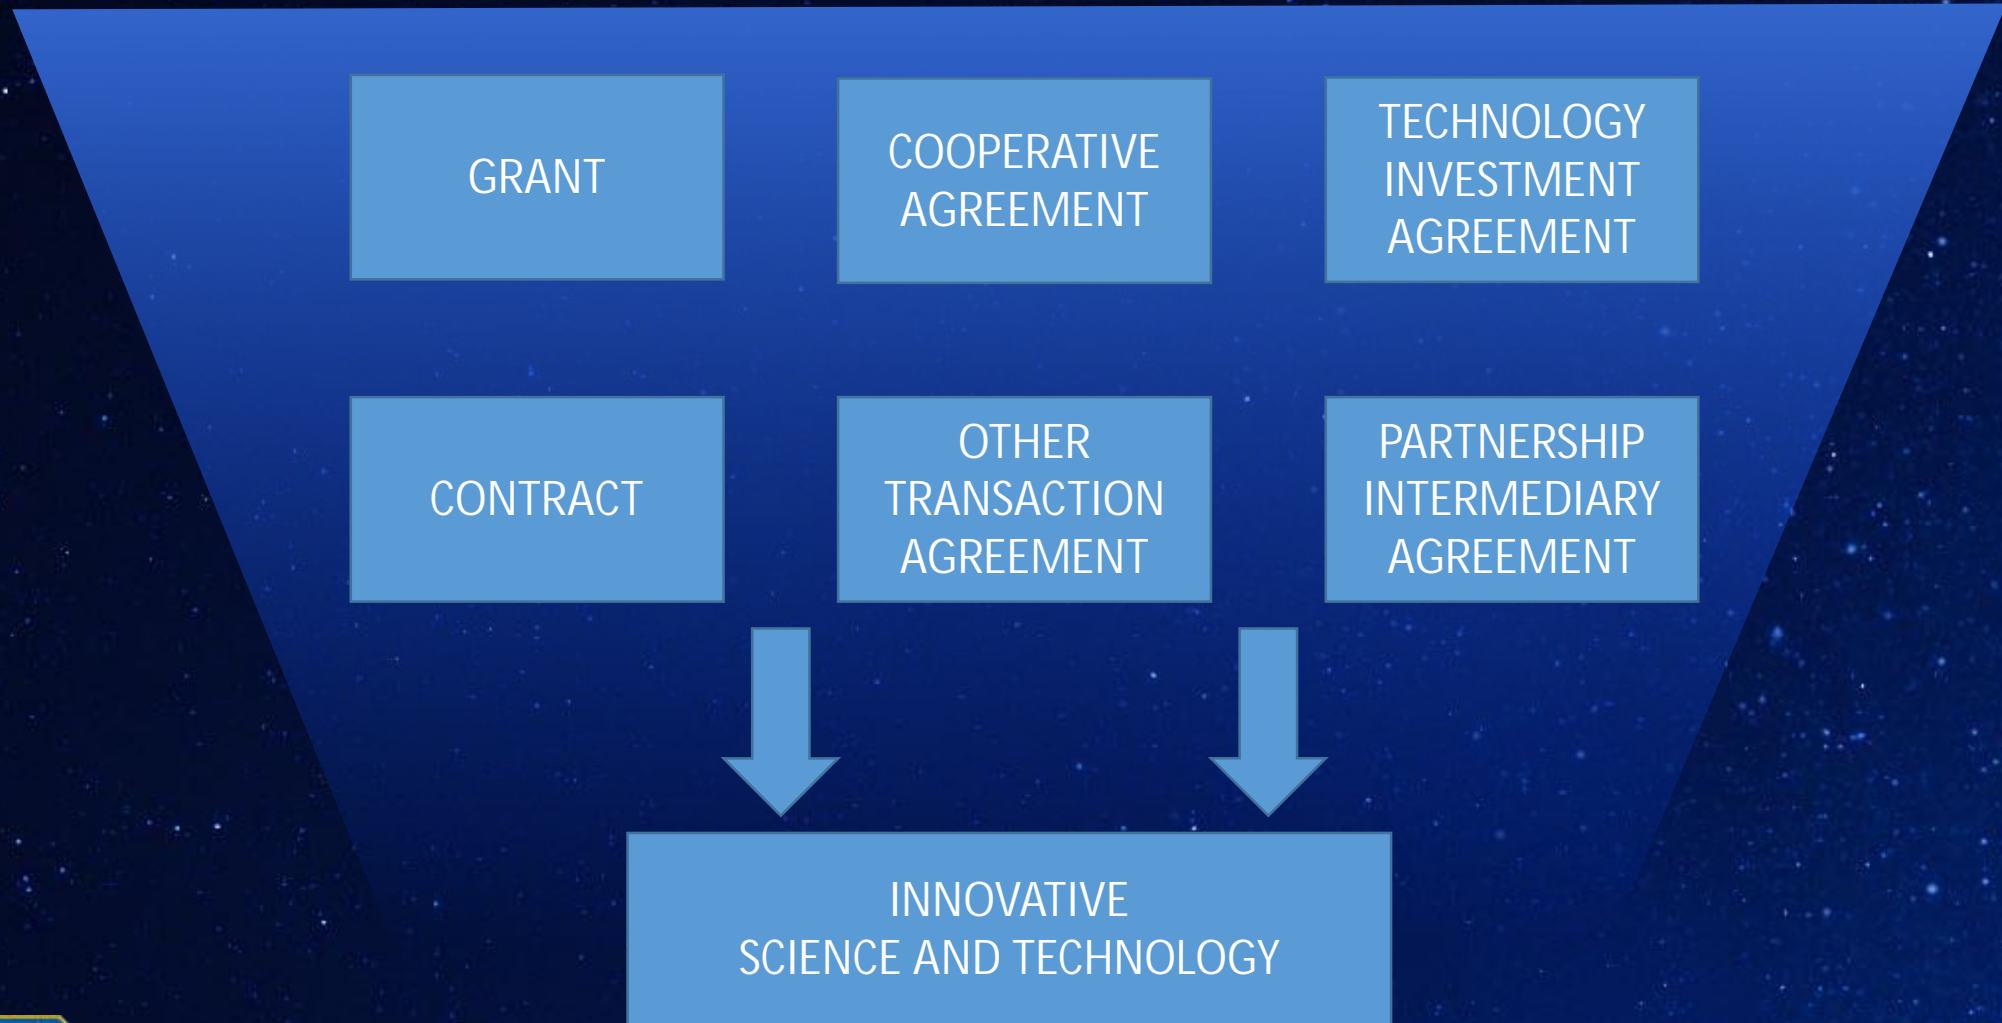 GRANT
COOPERATIVE
AGREEMENT
TECHNOLOGY
INVESTMENT
AGREEMENT
CONTRACT
OTHER
TRANSACTION
AGREEMENT
PARTNERSHIP
INTERMEDIARY
AGREEMENT
INNOVATIVE
SCIENCE AND TECHNOLOGY